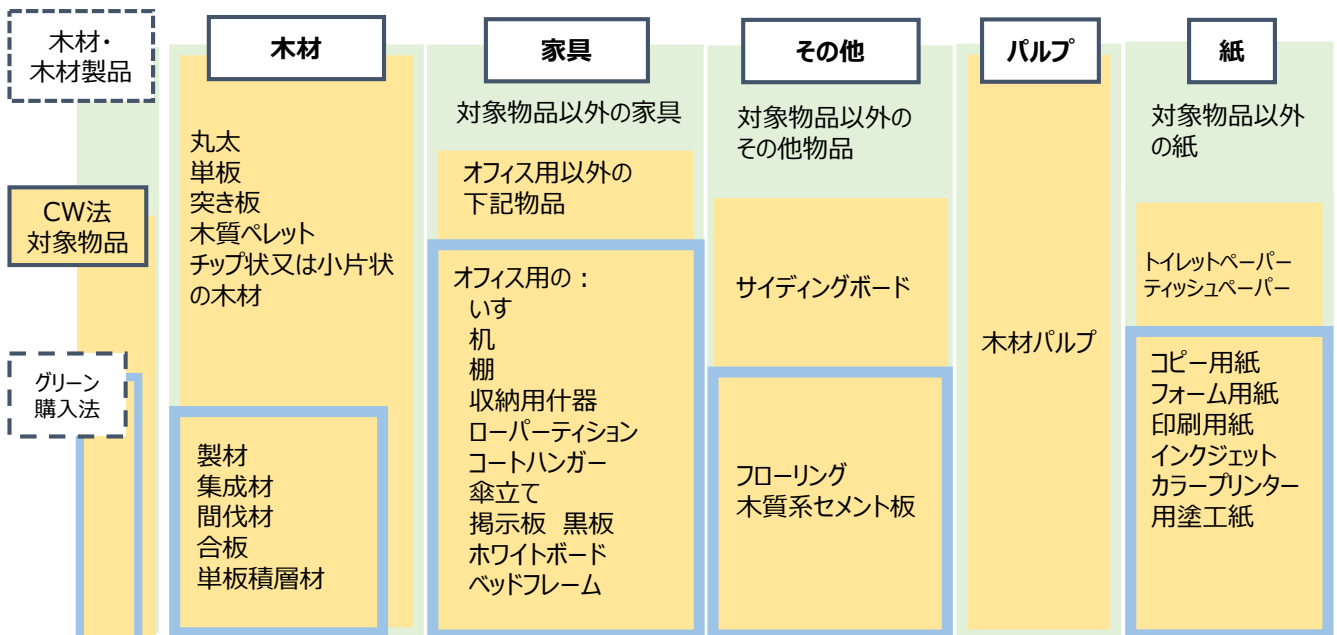 木材・
木材製品
CW法
対象物品
グリーン
購入法
木材
丸太
単板
突き板
木質ペレット
チップ状又は小片状
の木材
製材
集成材
間伐材
合板
単板積層材
家具
対象物品以外の家具
オフィス用以外の
下記物品
オフィス用の：
いす
机
棚
収納用什器
ローパーティション
コートハンガー
傘立て
掲示板 黒板
ホワイトボード
ベッドフレーム
その他
対象物品以外の
その他物品
サイディングボード
フローリング
木質系セメント板
パルプ
木材パルプ
紙
対象物品以外
の紙
トイレットペーパー
ティッシュペーパー
コピー用紙
フォーム用紙
印刷用紙
インクジェット
カラープリンター
用塗工紙